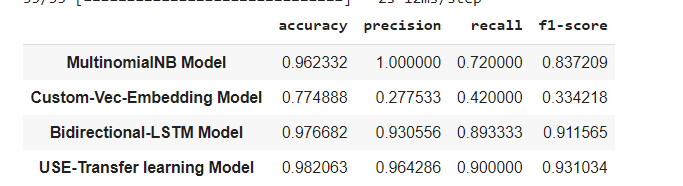 accuracy precision recall f1-score
MultinomialNB Model 0.962332 1.000000 0.720000 0.837209
Custom-Vec-Embedding Model 0.774888 0.277533 0.420000 0.334218
Bidirectional-LSTM Model 0.976682 0.930556 0.893333 0.911565
USE-Transfer learning Model 0.982063 0.964286 0.900000 0.931034